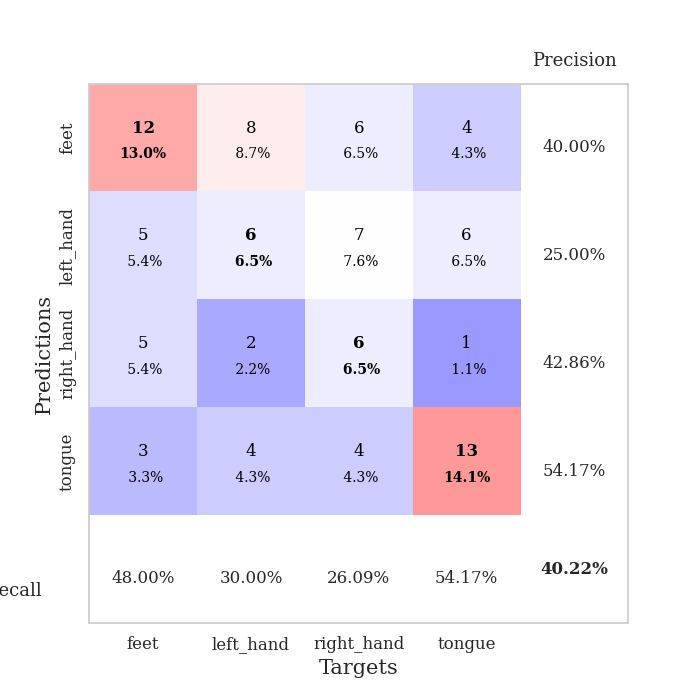 Precision
feet 12 8 6 4 40.00%
13.0% 8.7% 6.5% 4.3%
left_hand 5 6 7 6 25.00%
5.4% 6.5% 7.6% 6.5%
Predictions
right_hand 5 2 6 1 42.86%
5.4% 2.2% 6.5% 1.1%
tongue 3 4 4 13 54.17%
3.3% 4.3% 4.3% 14.1%
ecall 48.00% 30.00% 26.09% 54.17% 40.22%
feet left_hand right_hand tongue
Targets